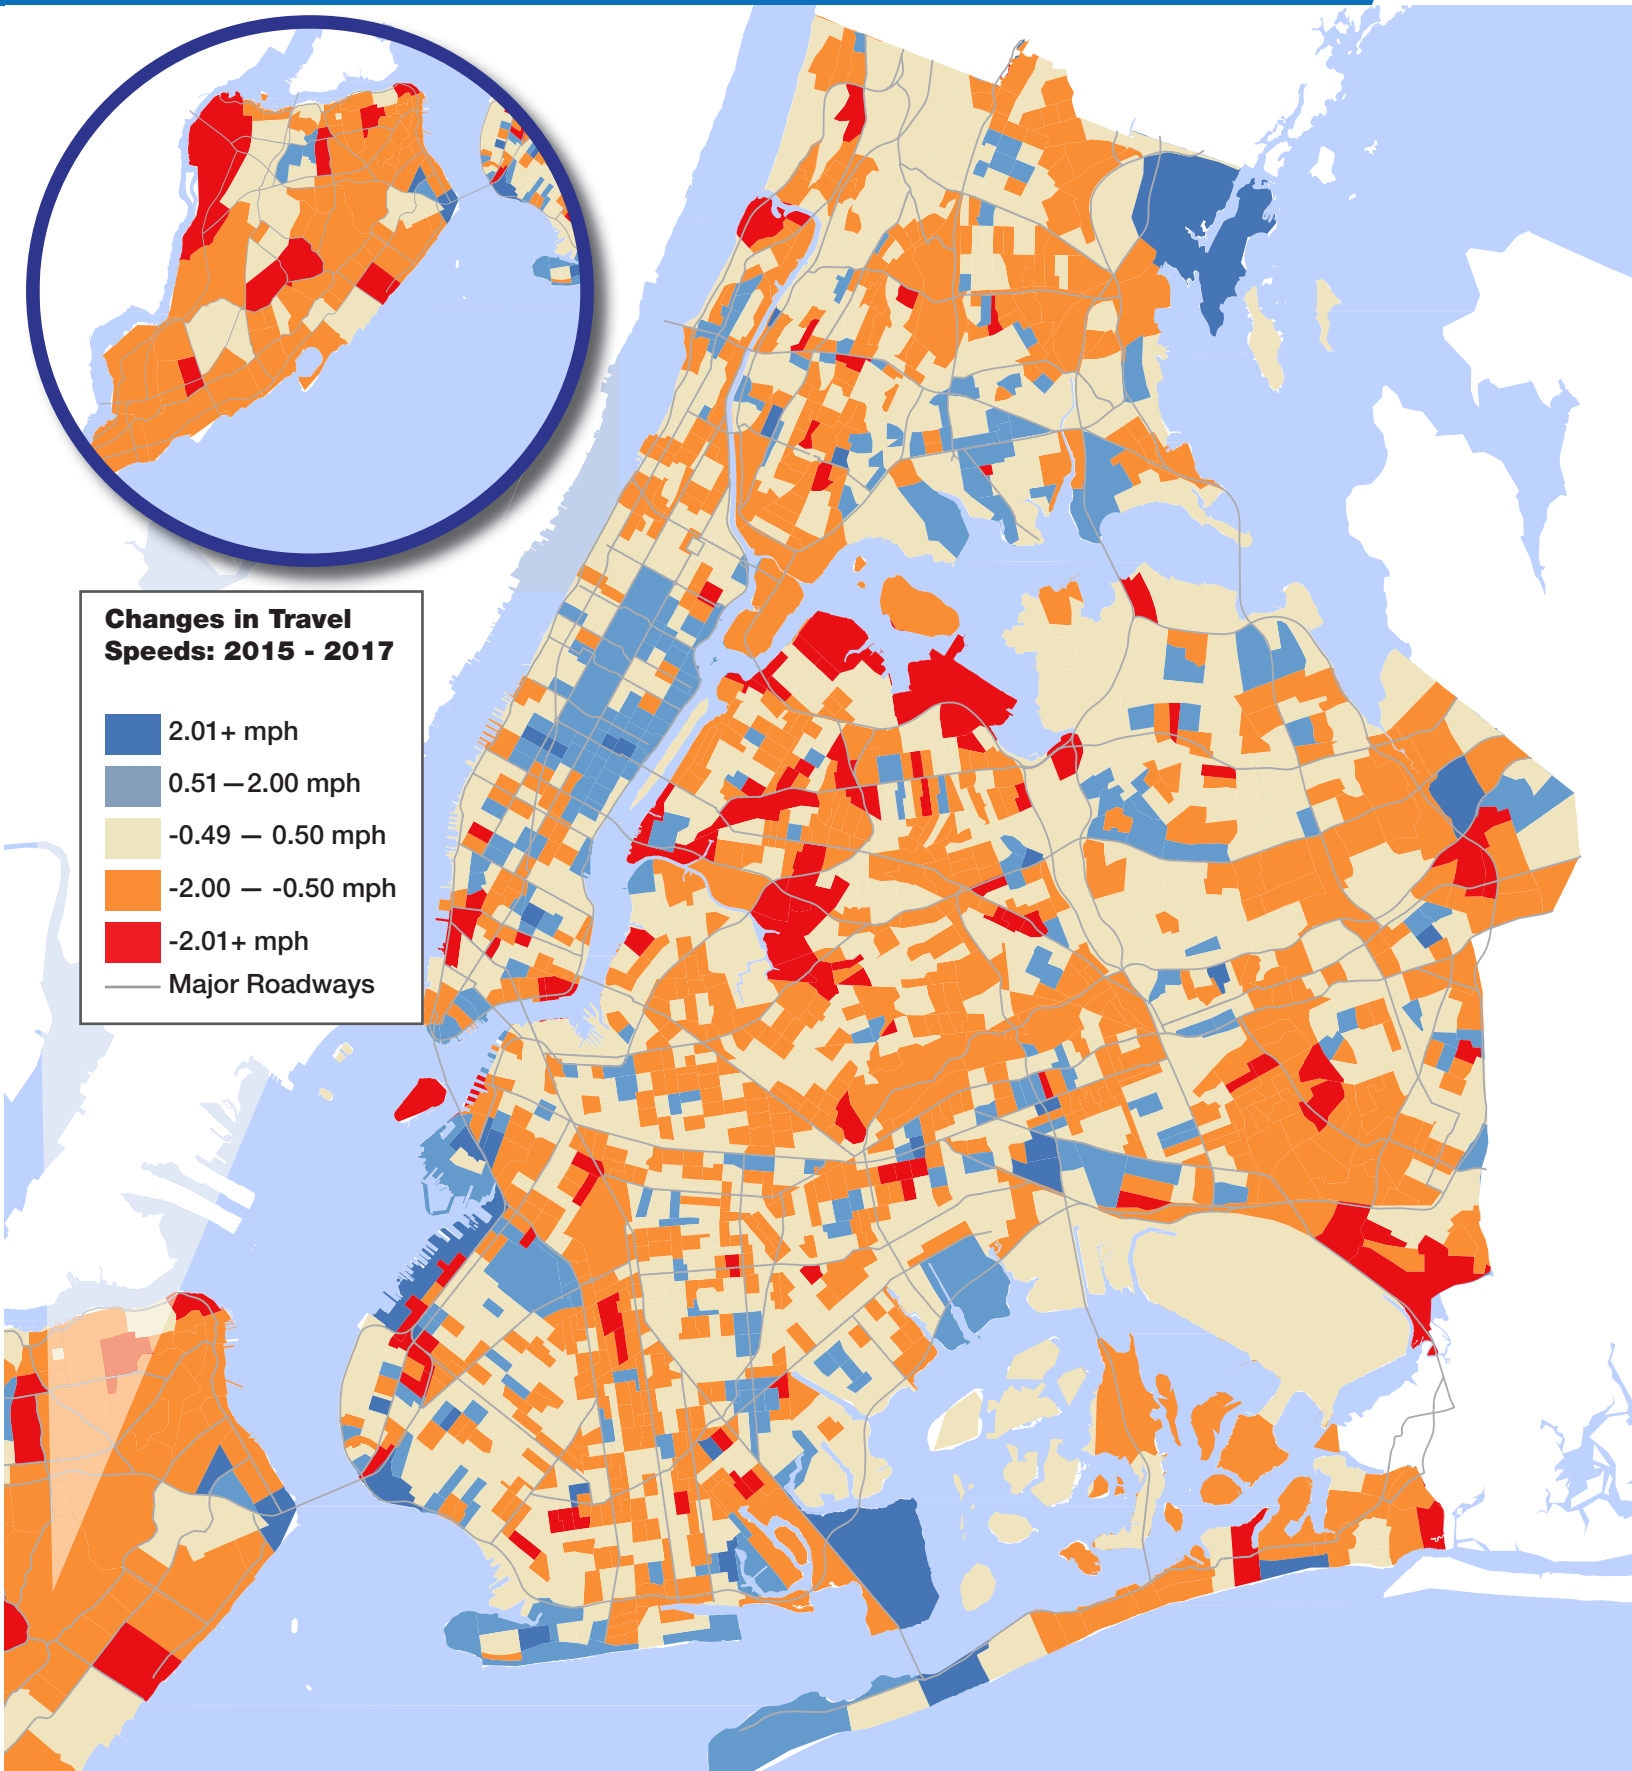 Changes in Travel
Speeds: 2015 - 2017
2.01+ mph
0.51—2.00 mph
-0.49 — 0.50 mph
-2.00 — -0.50 mph
-2.01+ mph
Major Roadways